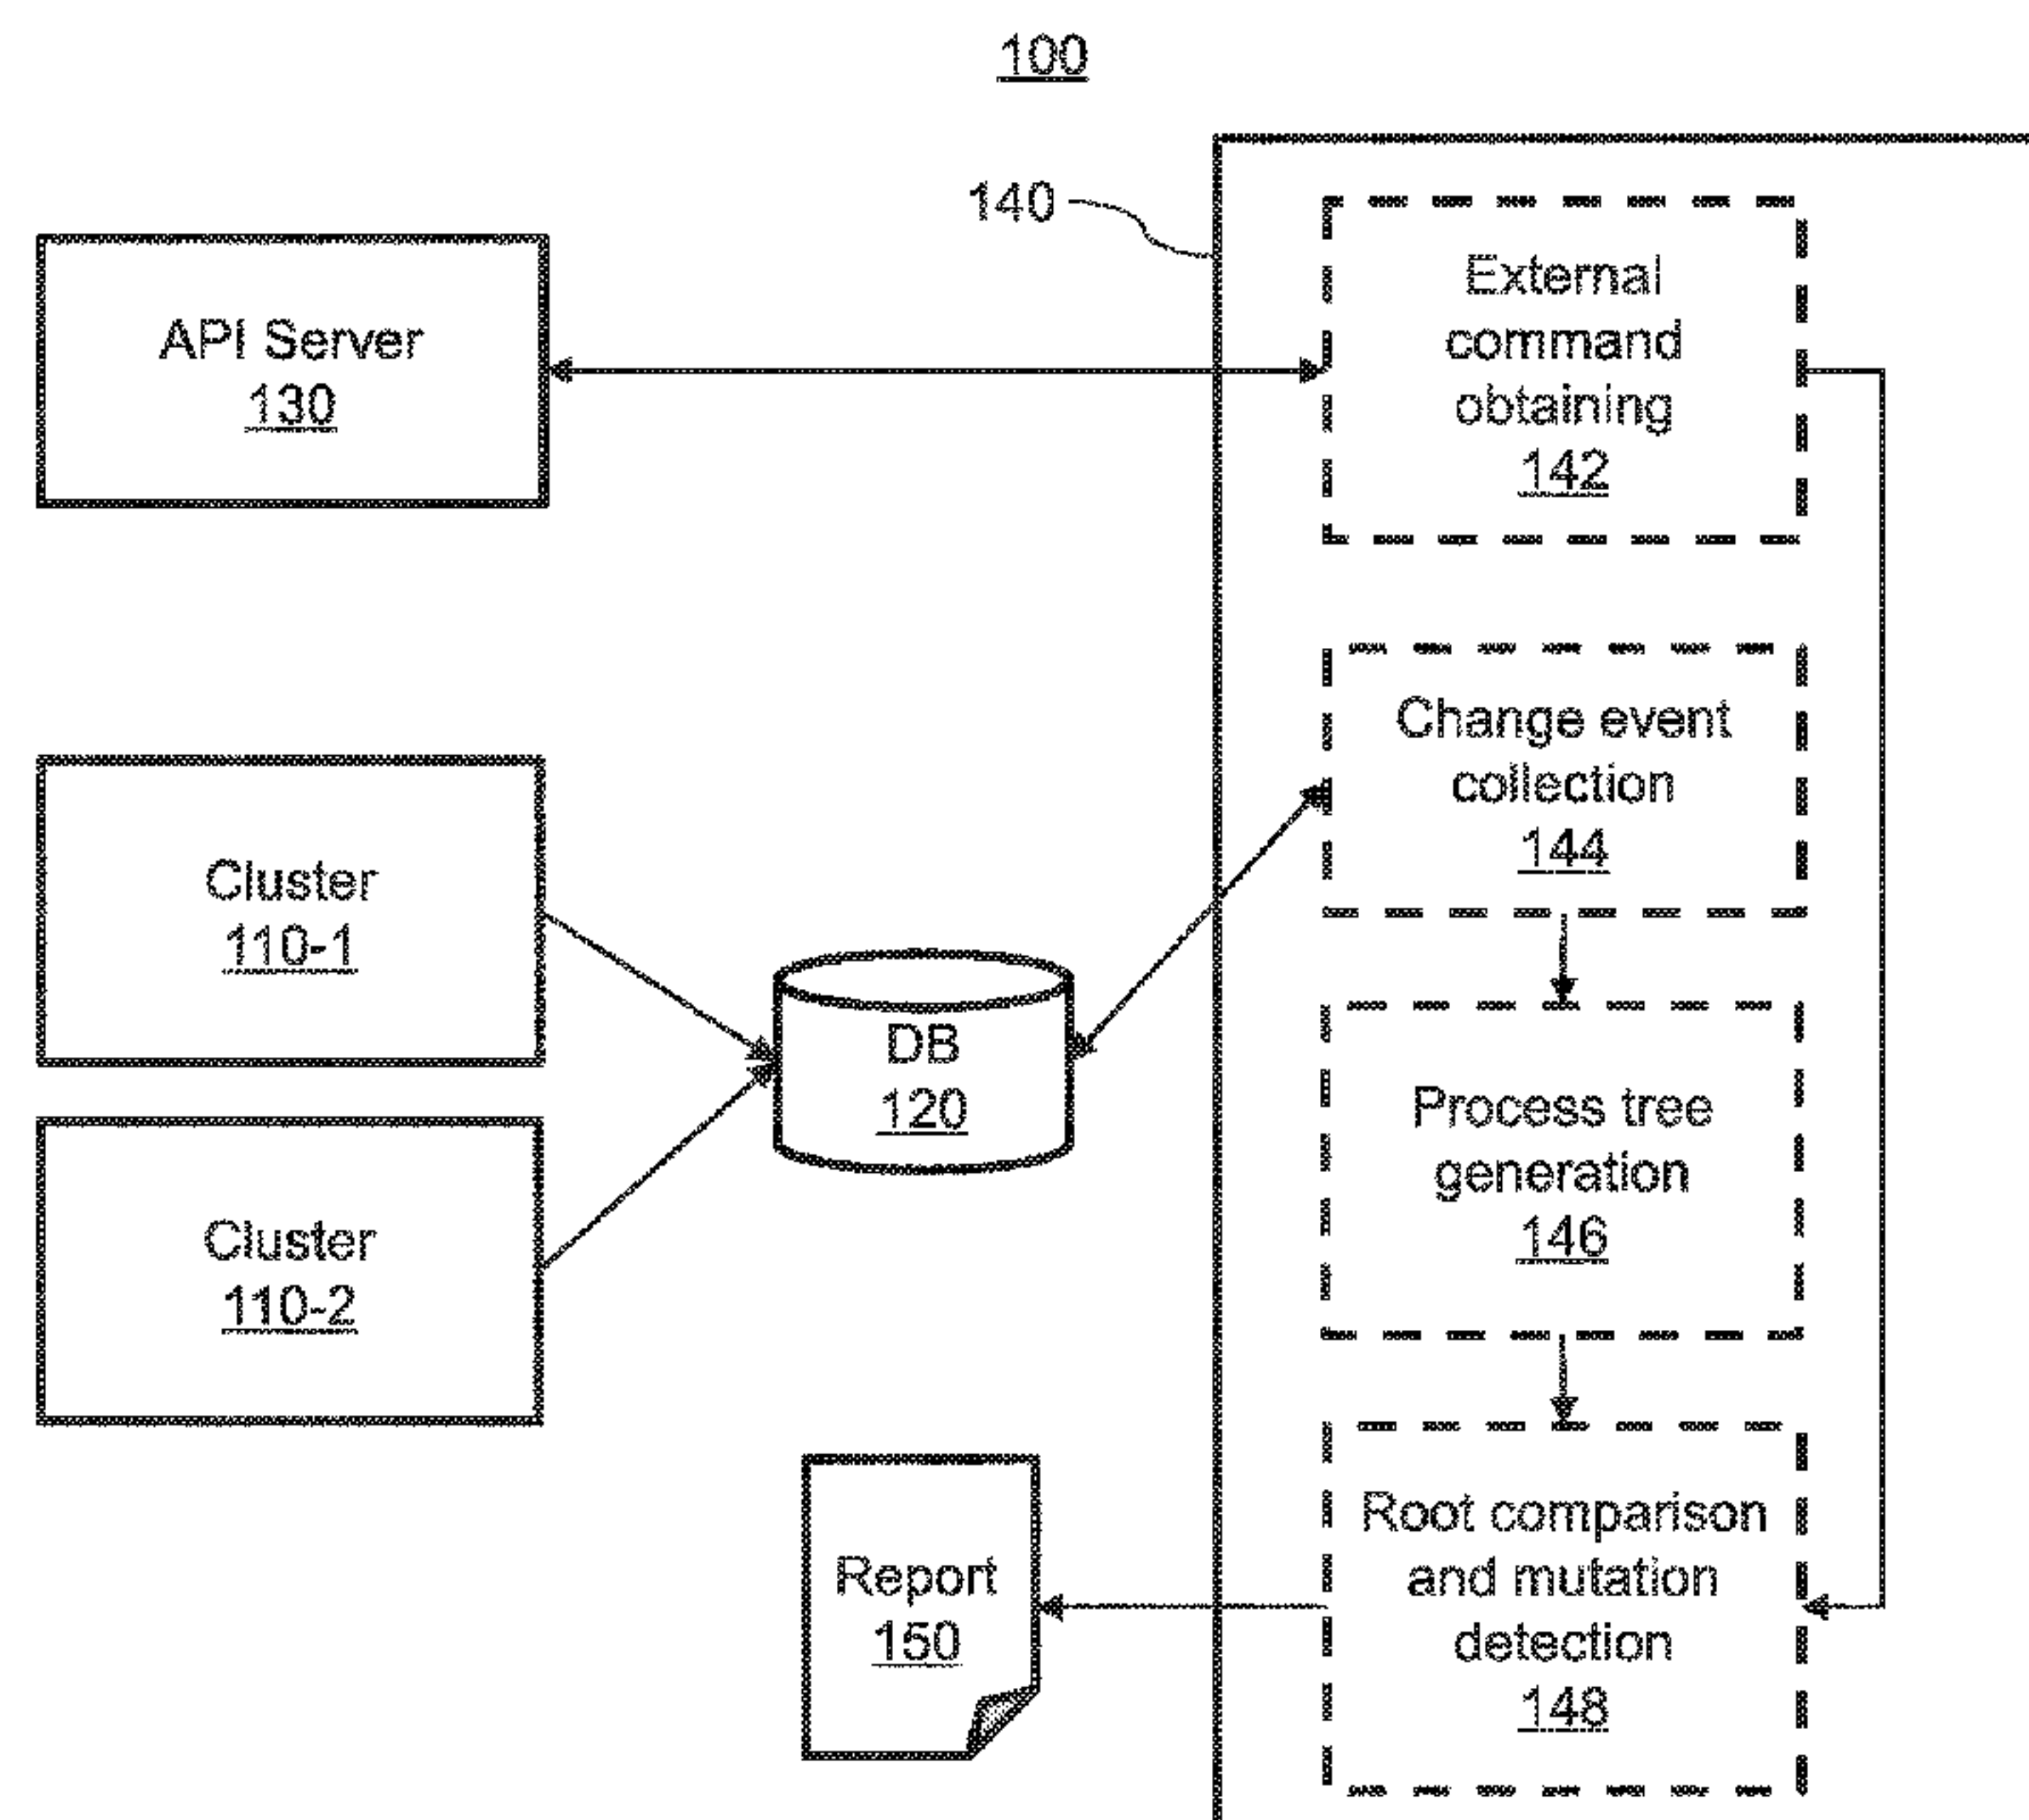 100
140
API Server
130
External
command
obtaining
142
Change event
collection
144
Cluster
110-1
DB
120
Process tree
generation
146
Cluster
110-2
Report
150
Root comparison
and mutation
detection
148